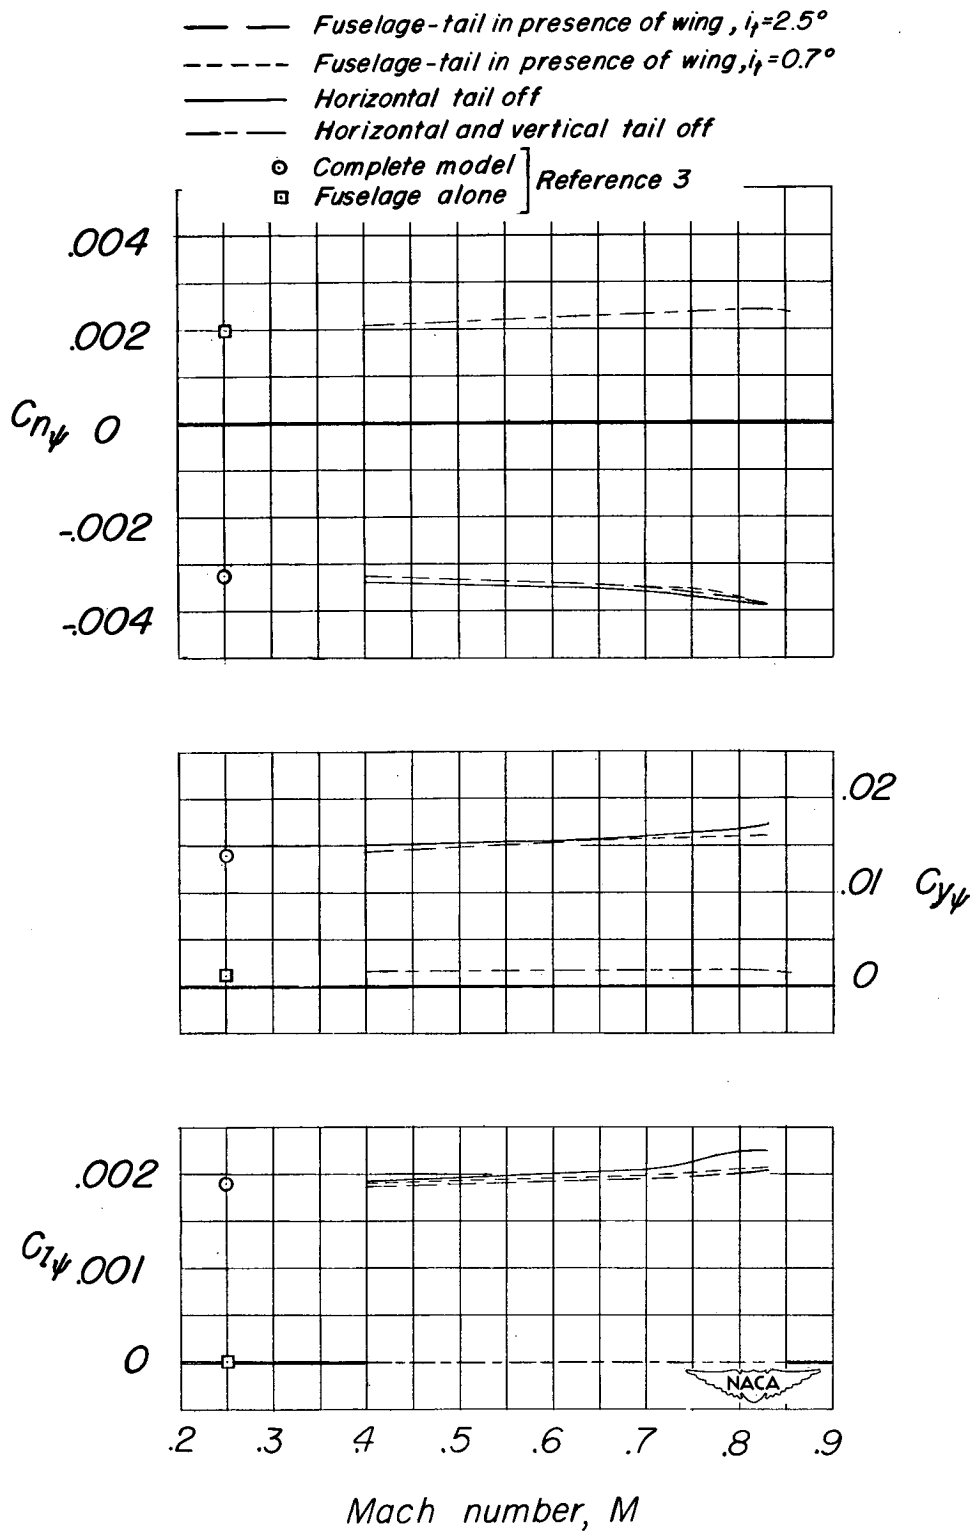 Fuselage-tail in presence of wing, iₜ=2.5°
Fuselage-tail in presence of wing, iₜ=0.7°
Horizontal tail off
Horizontal and vertical tail off
Complete model
Fuselage alone
Reference 3
.004
.002
Cnψ 0
-.002
-.004
.02
.01 Cyψ
0
.002
Clψ .001
0
NACA
.2 .3 .4 .5 .6 .7 .8 .9
Mach number, M